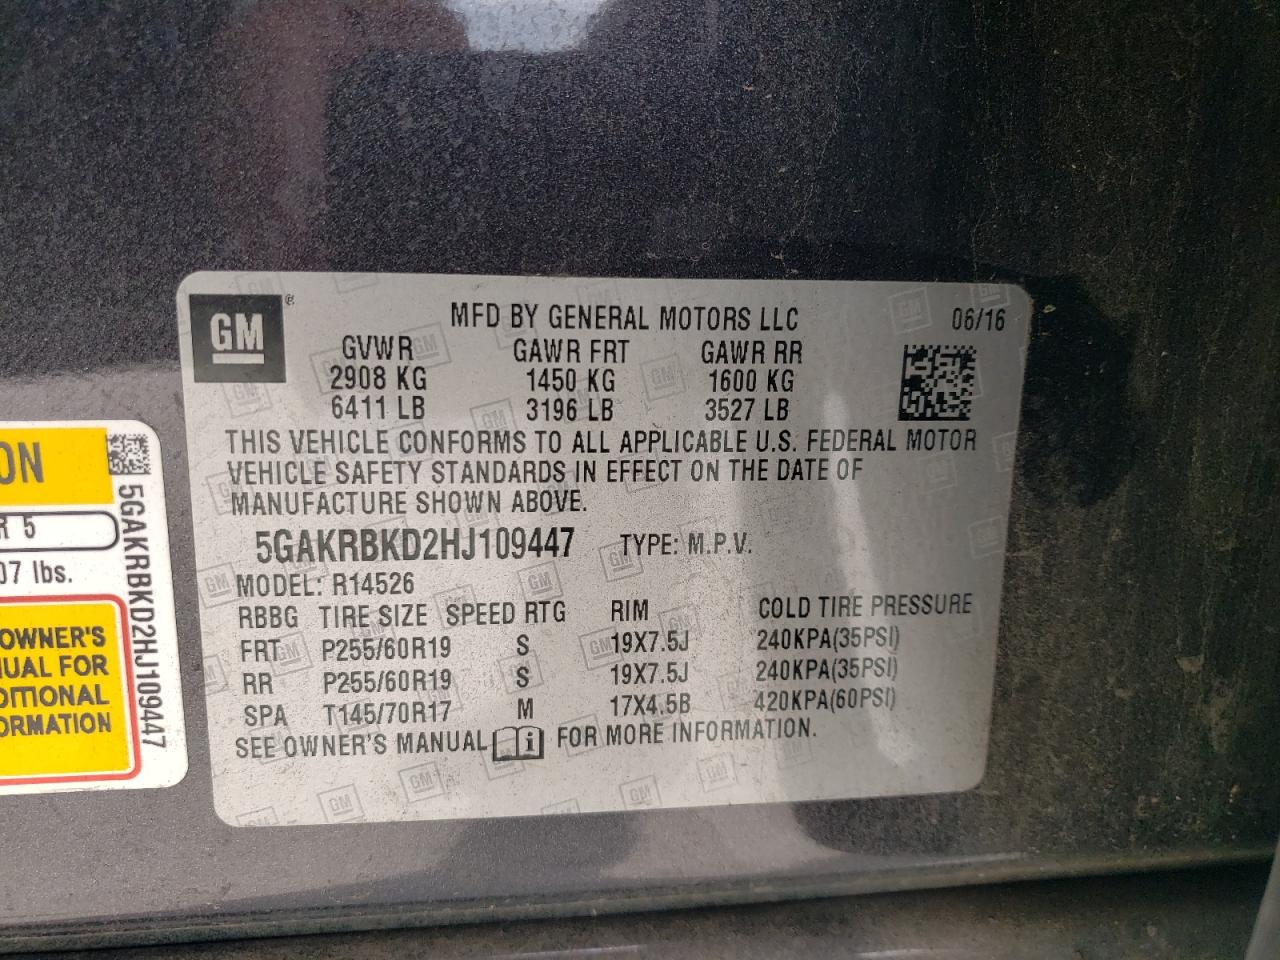 GM ®
MFD BY GENERAL MOTORS LLC 06/16
GVWR GAWR FRT GAWR RR
2908 KG 1450 KG 1600 KG
6411 LB 3196 LB 3527 LB
THIS VEHICLE CONFORMS TO ALL APPLICABLE U.S. FEDERAL MOTOR
VEHICLE SAFETY STANDARDS IN EFFECT ON THE DATE OF
MANUFACTURE SHOWN ABOVE.
5GAKRBKD2HJ109447 TYPE: M.P.V.
MODEL: R14526
RBBG TIRE SIZE SPEED RTG RIM COLD TIRE PRESSURE
FRT P255/60R19 S 19X7.5J 240KPA(35PSI)
RR P255/60R19 S 19X7.5J 240KPA(35PSI)
SPA T145/70R17 M 17X4.5B 420KPA(60PSI)
SEE OWNER'S MANUAL i FOR MORE INFORMATION.
ON
R 5
07 lbs.
OWNER'S
UAL FOR
DITIONAL
ORMATION
5GAKRBKD2HJ109447